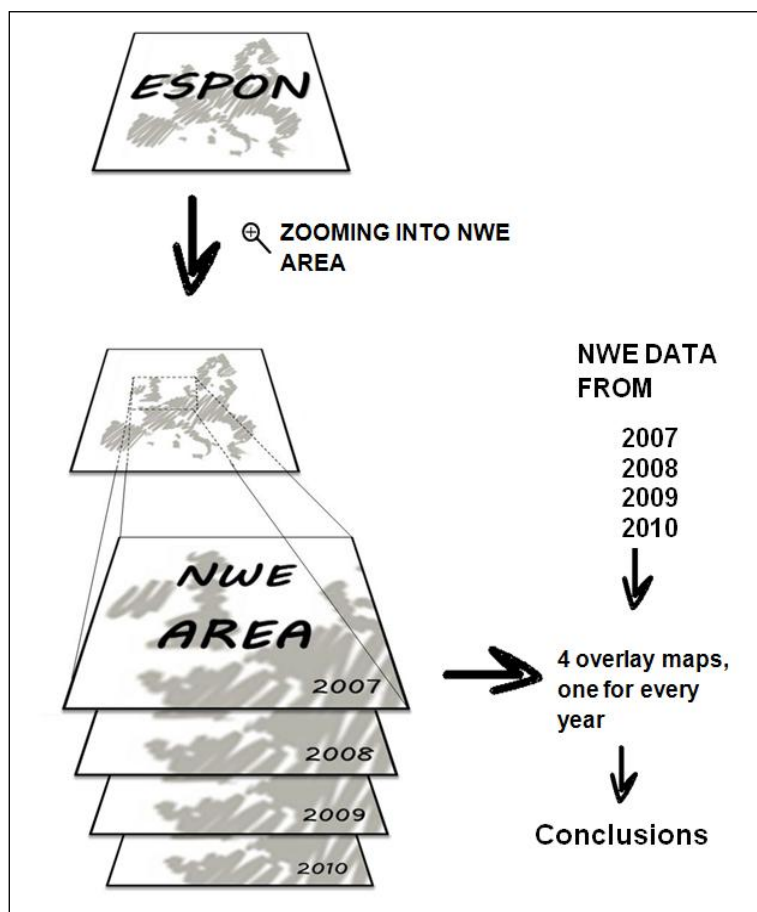 ESPON
ZOOMING INTO NWE
AREA
NWE DATA
FROM
2007
2008
2009
2010
NWE
AREA
2007
2008
2009
2010
4 overlay maps,
one for every
year
Conclusions